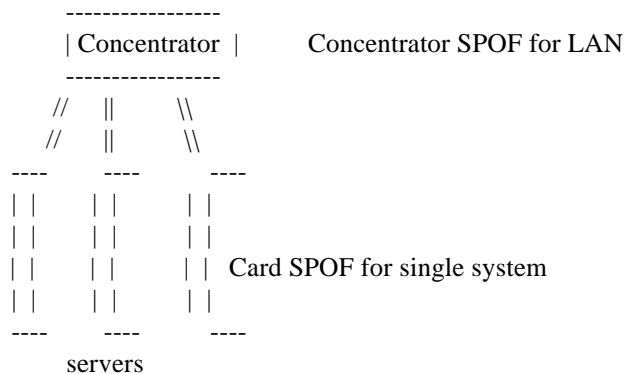 | Concentrator | Concentrator SPOF for LAN
Card SPOF for single system
servers